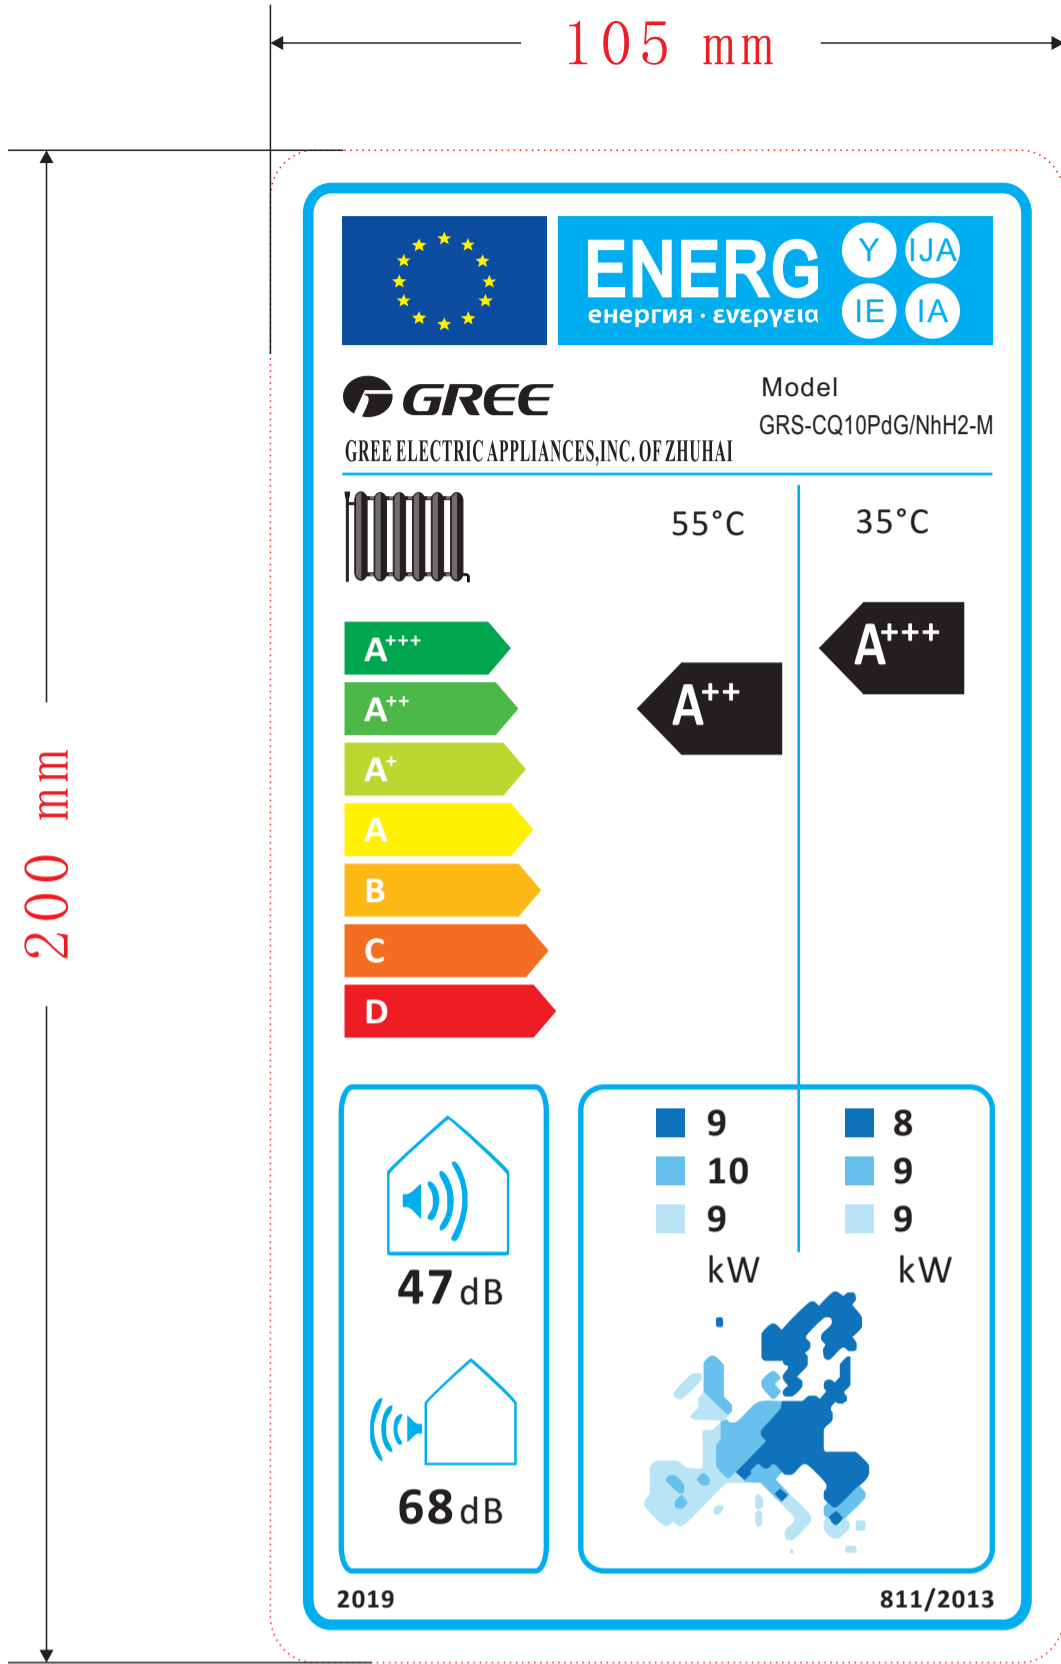 105 mm
200 mm
ENERG
енергия · ενεργεια
Y IJA
IE IA
GREE
Model
GRS-CQ10PdG/NhH2-M
GREE ELECTRIC APPLIANCES,INC. OF ZHUHAI
55°C 35°C
A+++
A++
A+
A
B
C
D
A++
A+++
47 dB
68 dB
9 8
10 9
9 9
kW kW
2019 811/2013